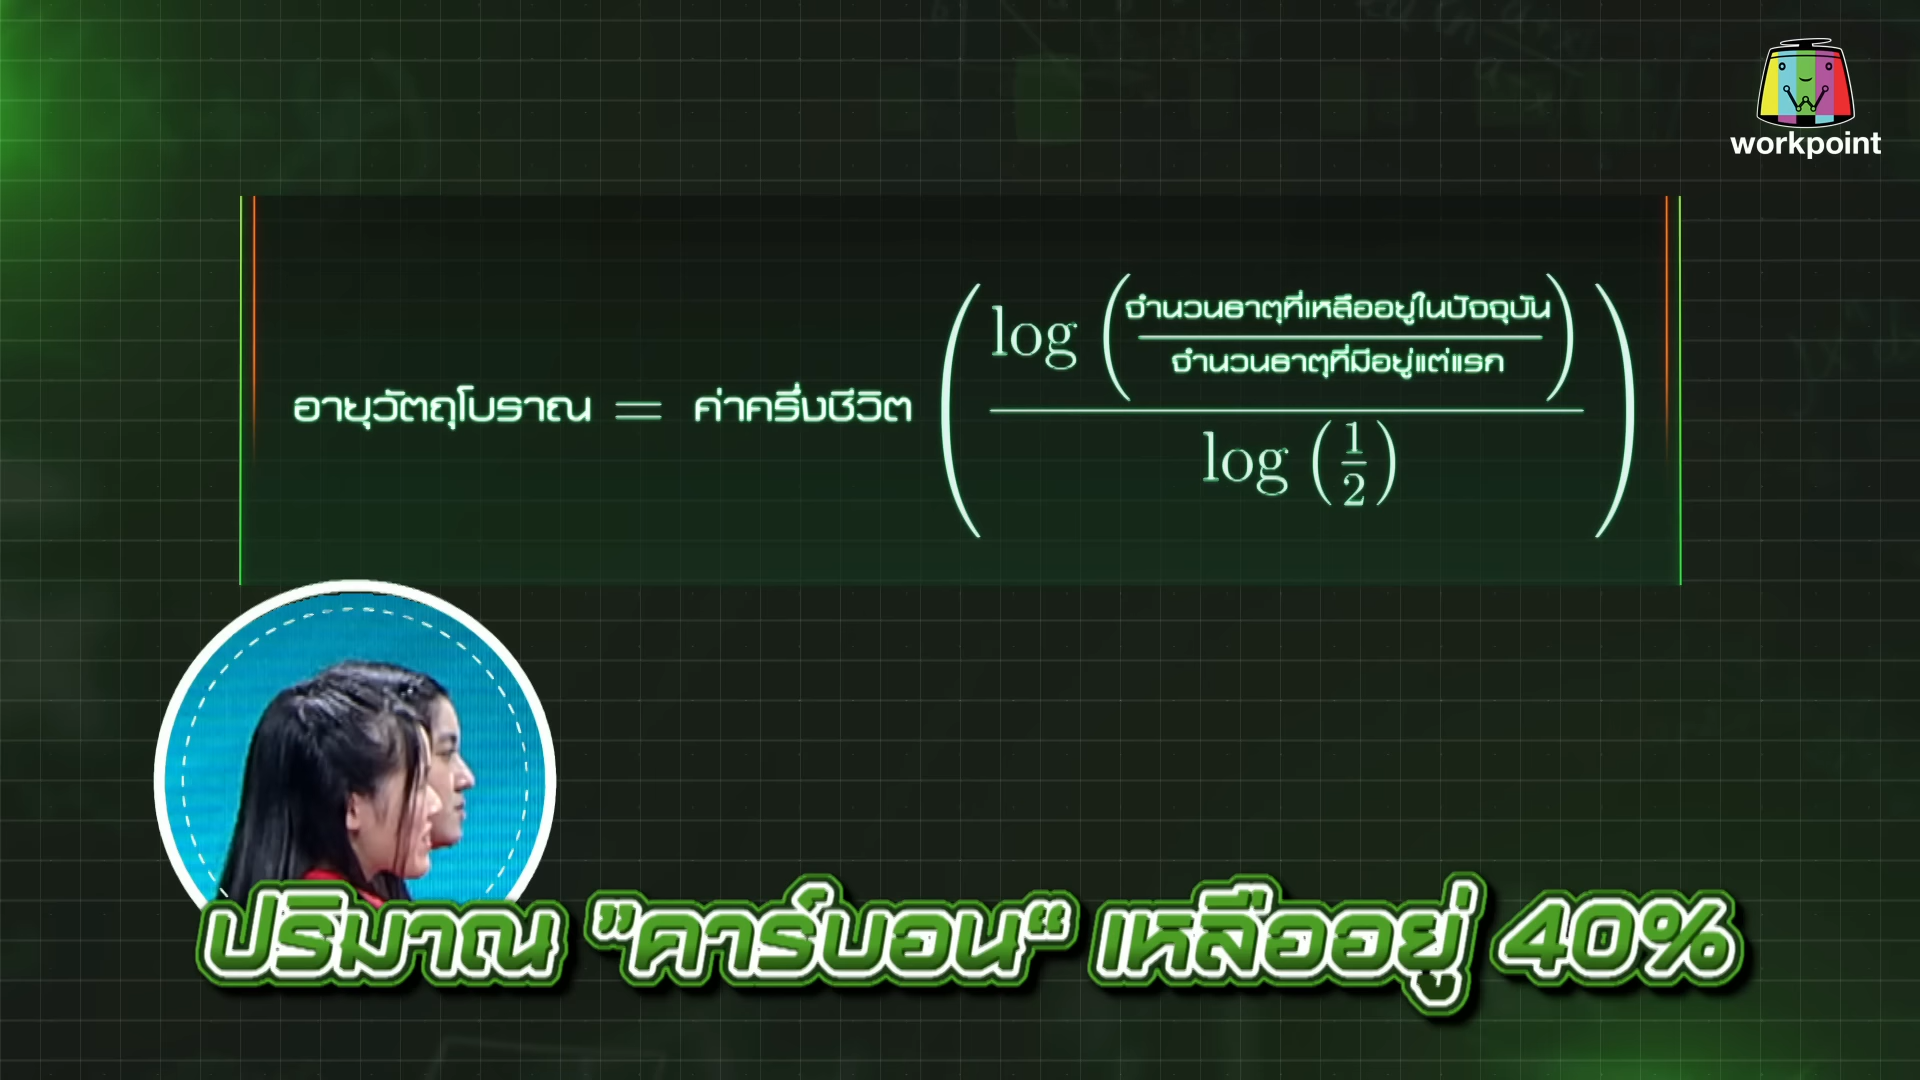 workpoint
อายุวัตถุโบราณ = ค่าครึ่งชีวิต ( log ( จำนวนธาตุที่เหลืออยู่ในปัจจุบัน / จำนวนธาตุที่มีอยู่แต่แรก ) / log ( 1/2 ) )
ปริมาณ "คาร์บอน" เหลืออยู่ 40%